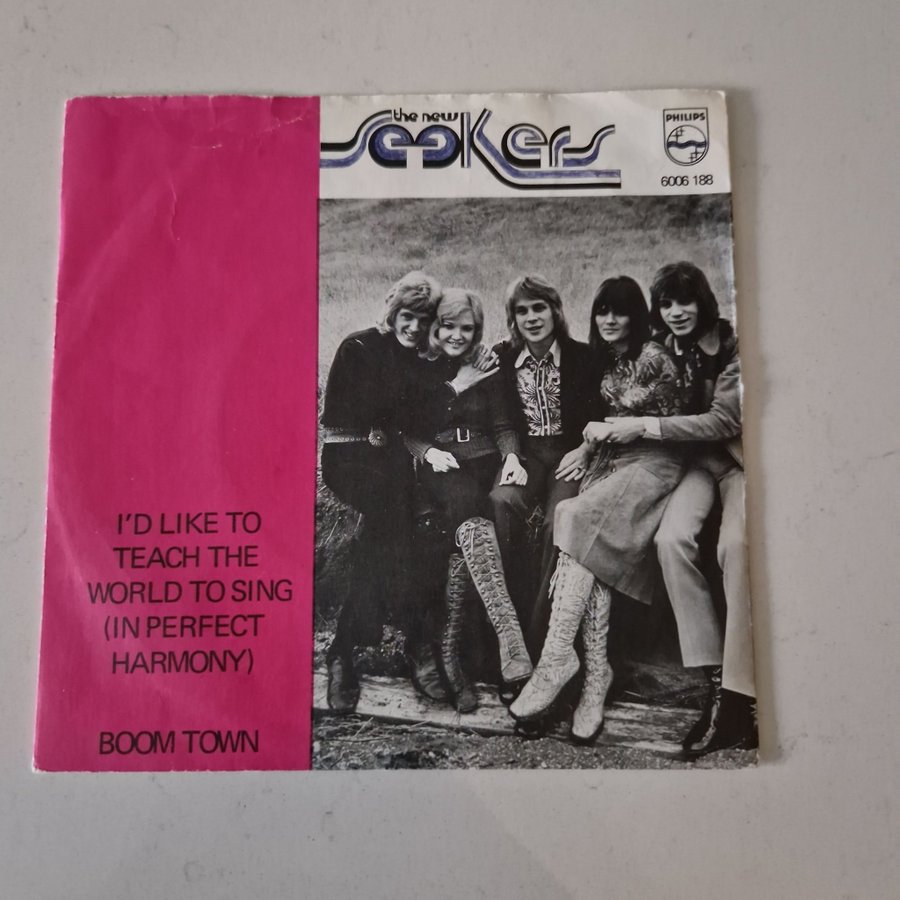 the new
Seekers
PHILIPS
6006 188
I'D LIKE TO
TEACH THE
WORLD TO SING
(IN PERFECT
HARMONY)
BOOM TOWN